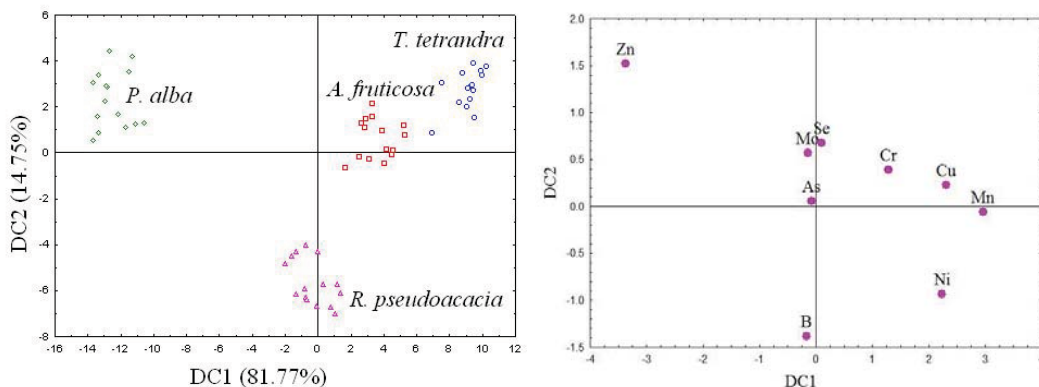 6
4
2
0
-2
-4
-6
-8
DC2 (14.75%)
T. tetrandra
P. alba
A. fruticosa
R. pseudoacacia
-16 -14 -12 -10 -8 -6 -4 -2 0 2 4 6 8 10 12
DC1 (81.77%)
2.0
1.5
1.0
0.5
0.0
-0.5
-1.0
-1.5
DC2
Zn
Se
Mo
Cr
Cu
As
Mn
Ni
B
-4 -3 -2 -1 0 1 2 3 4
DC1